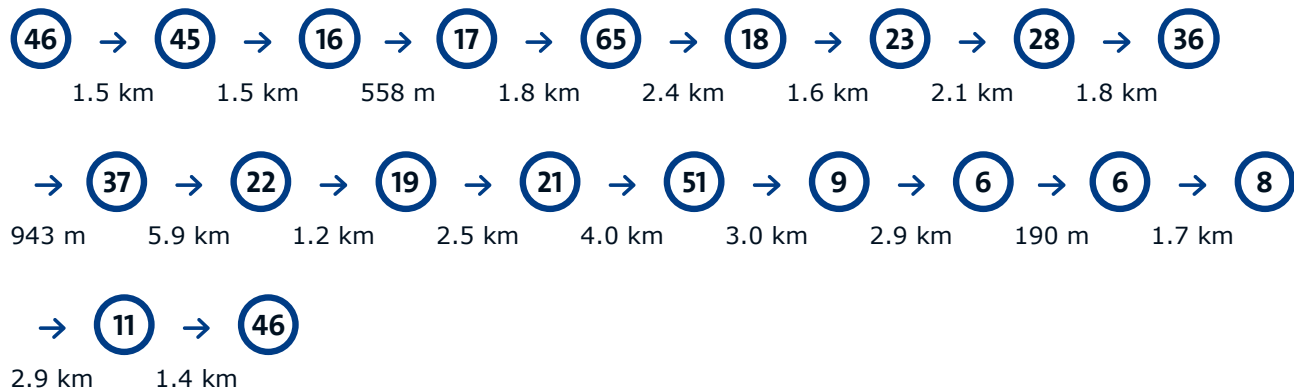 46 → 45 → 16 → 17 → 65 → 18 → 23 → 28 → 36
1.5 km 1.5 km 558 m 1.8 km 2.4 km 1.6 km 2.1 km 1.8 km
→ 37 → 22 → 19 → 21 → 51 → 9 → 6 → 6 → 8
943 m 5.9 km 1.2 km 2.5 km 4.0 km 3.0 km 2.9 km 190 m 1.7 km
→ 11 → 46
2.9 km 1.4 km